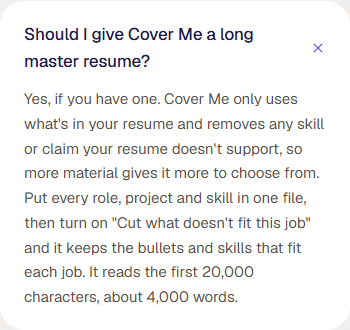 Should I give Cover Me a long
master resume?
Yes, if you have one. Cover Me only uses
what's in your resume and removes any skill
or claim your resume doesn't support, so
more material gives it more to choose from.
Put every role, project and skill in one file,
then turn on "Cut what doesn't fit this job"
and it keeps the bullets and skills that fit
each job. It reads the first 20,000
characters, about 4,000 words.